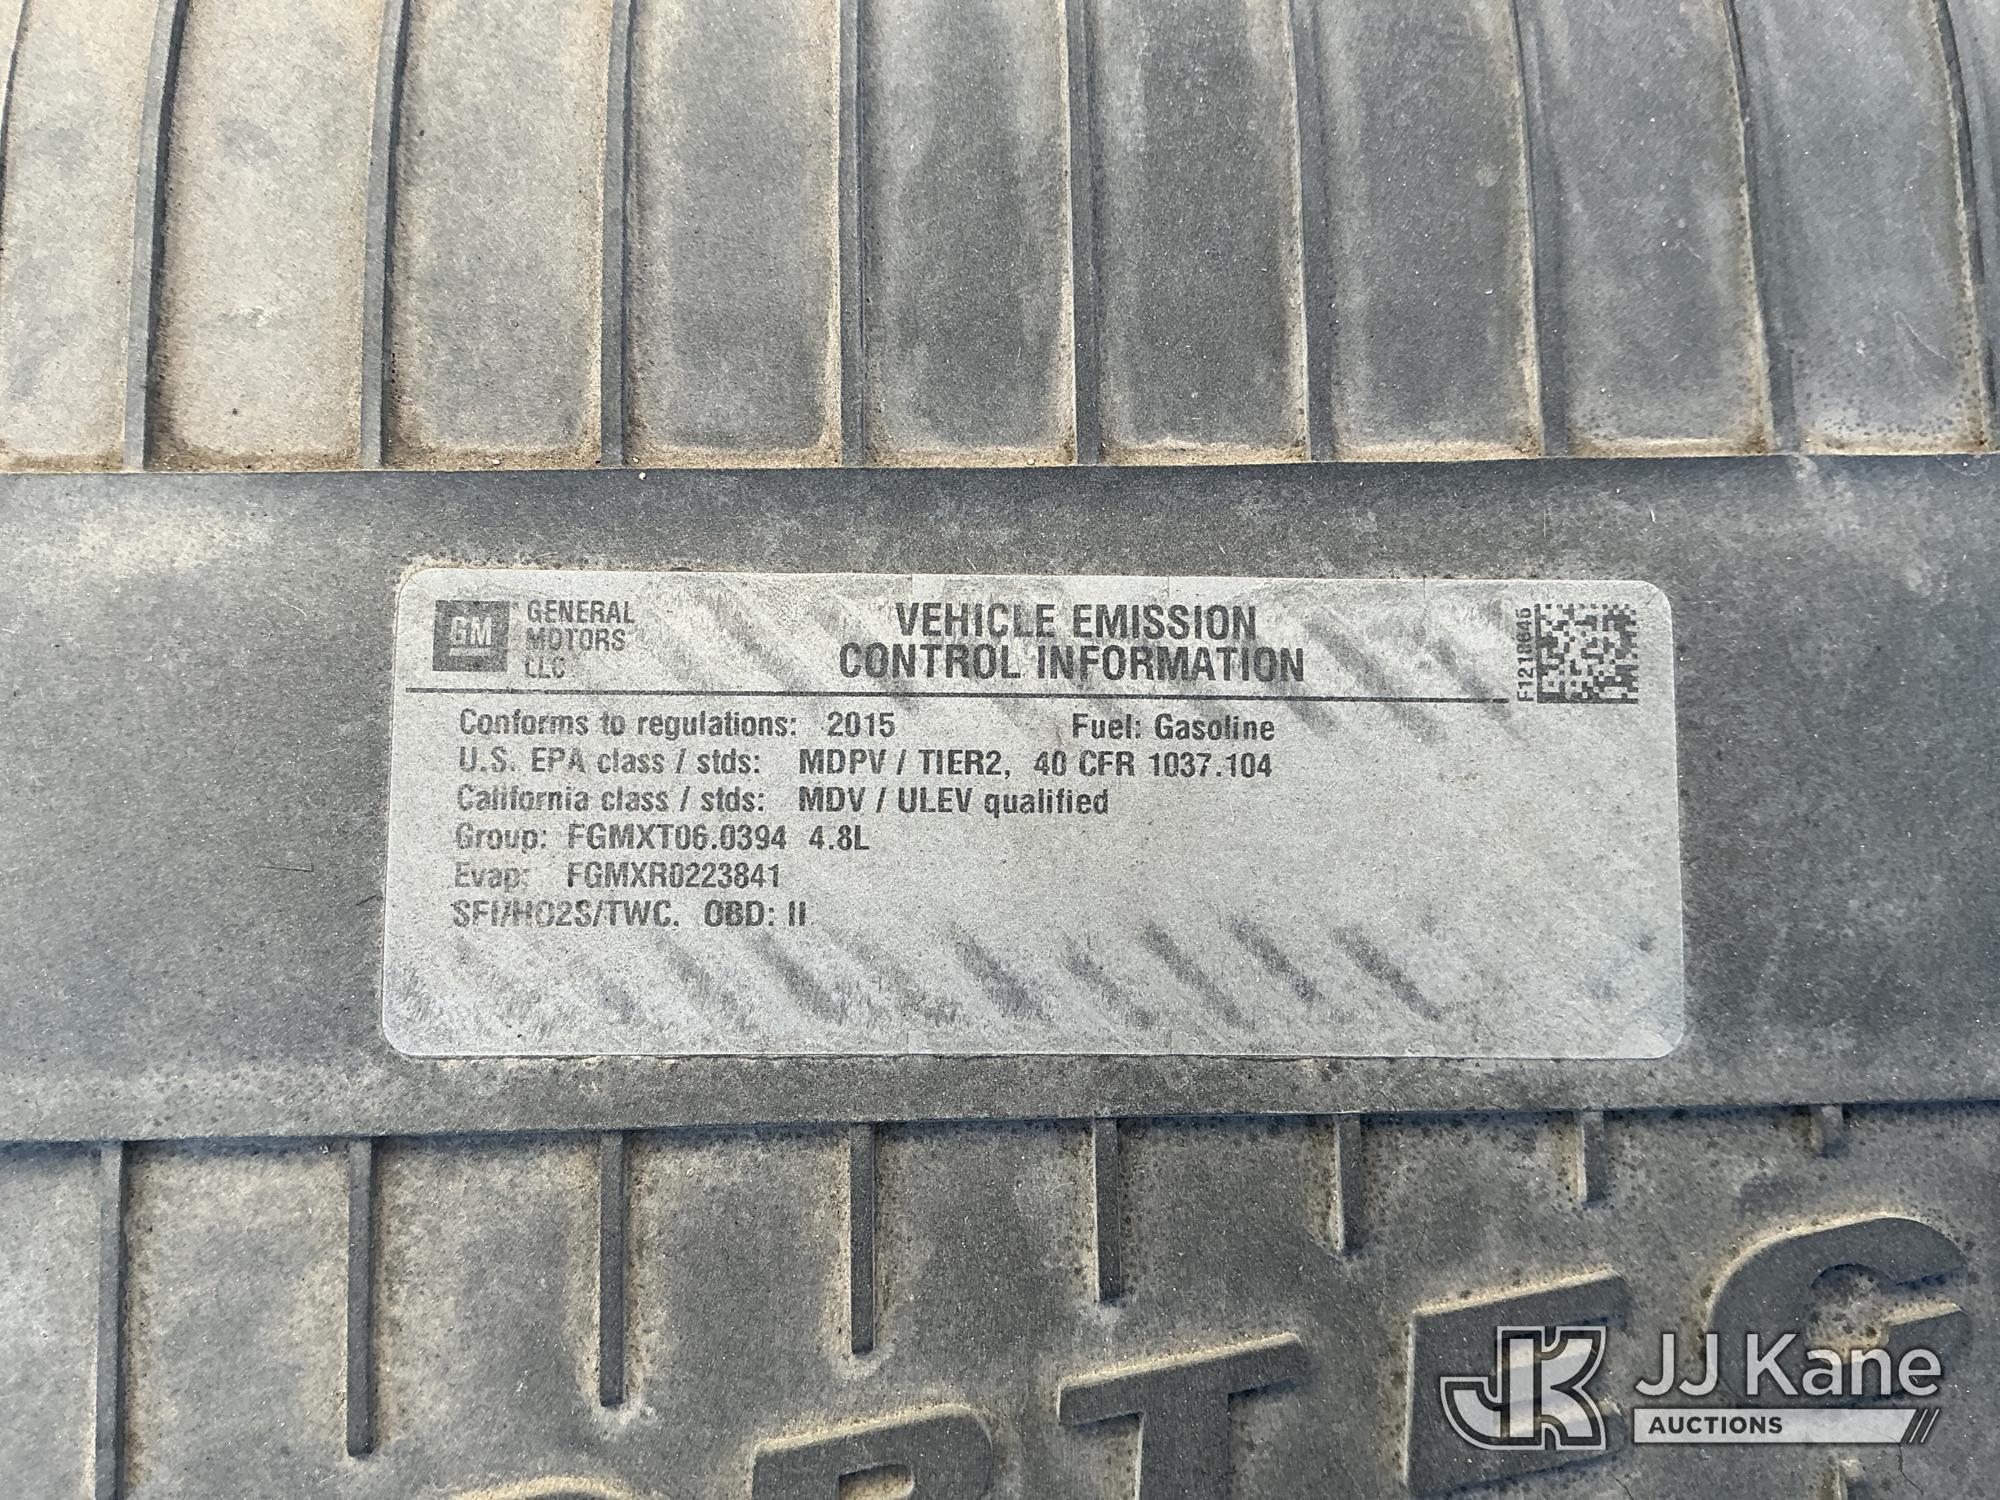 GM
GENERAL
MOTORS
LLC
VEHICLE EMISSION
CONTROL INFORMATION
F1218646
Conforms to regulations: 2015 Fuel: Gasoline
U.S. EPA class / stds: MDPV / TIER2, 40 CFR 1037.104
California class / stds: MDV / ULEV qualified
Group: FGMXT06.0394 4.8L
Evap: FGMXR0223841
SFI/HO2S/TWC. OBD: II
JK JJ Kane
AUCTIONS